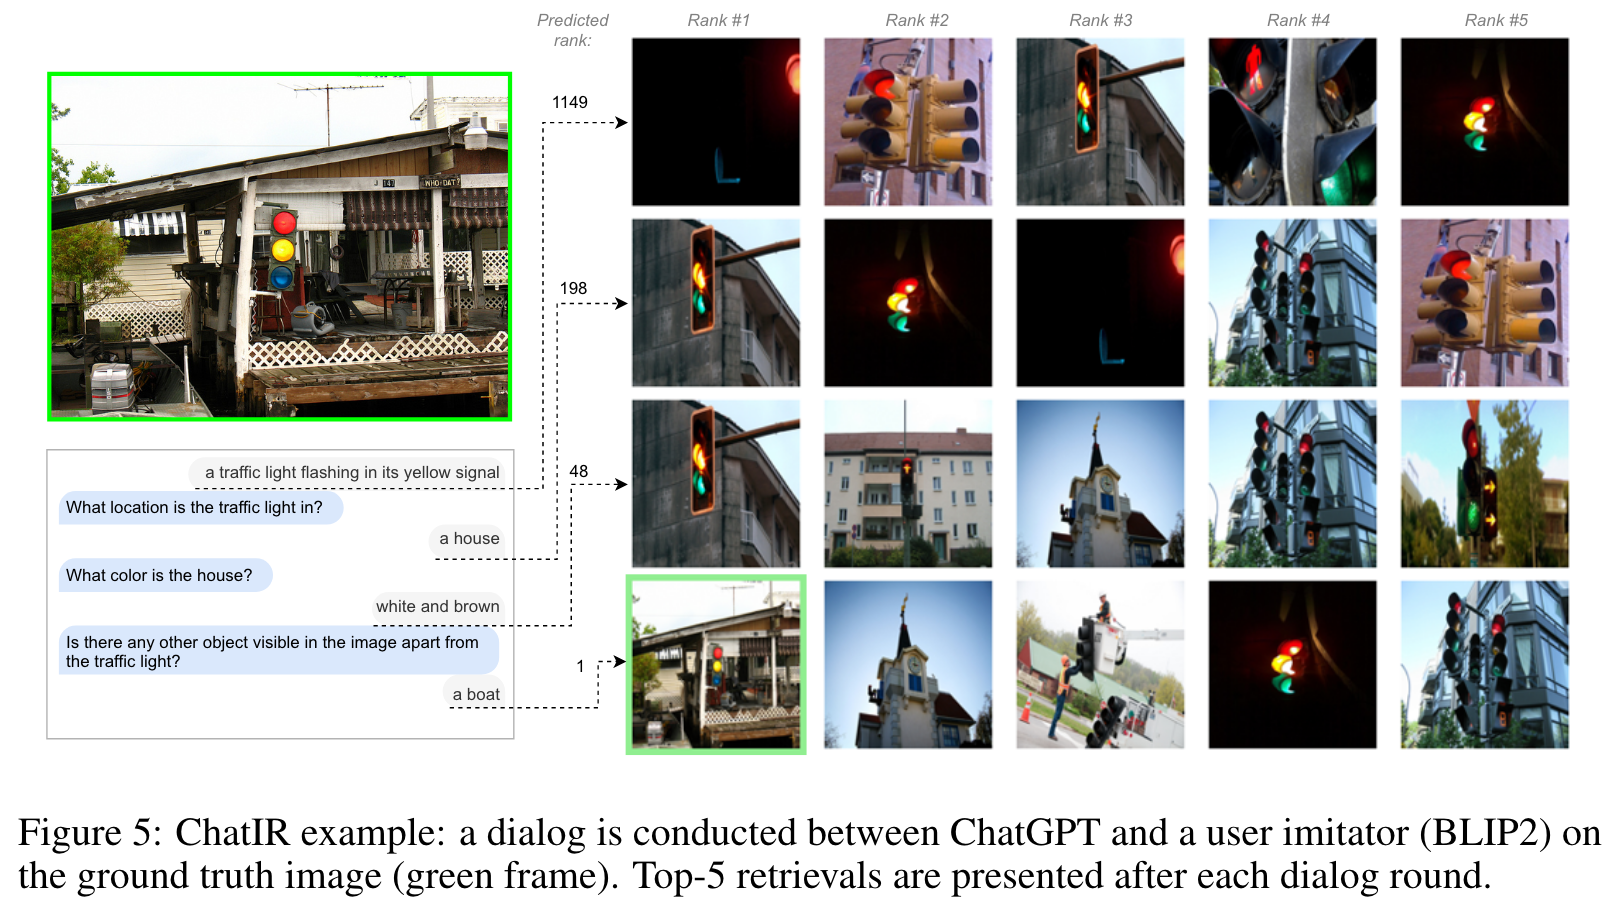 Predicted
rank:
Rank #1
Rank #2
Rank #3
Rank #4
Rank #5
1149
198
48
1
WHO DAT?
a traffic light flashing in its yellow signal
What location is the traffic light in?
a house
What color is the house?
white and brown
Is there any other object visible in the image apart from
the traffic light?
a boat
Figure 5: ChatIR example: a dialog is conducted between ChatGPT and a user imitator (BLIP2) on
the ground truth image (green frame). Top-5 retrievals are presented after each dialog round.